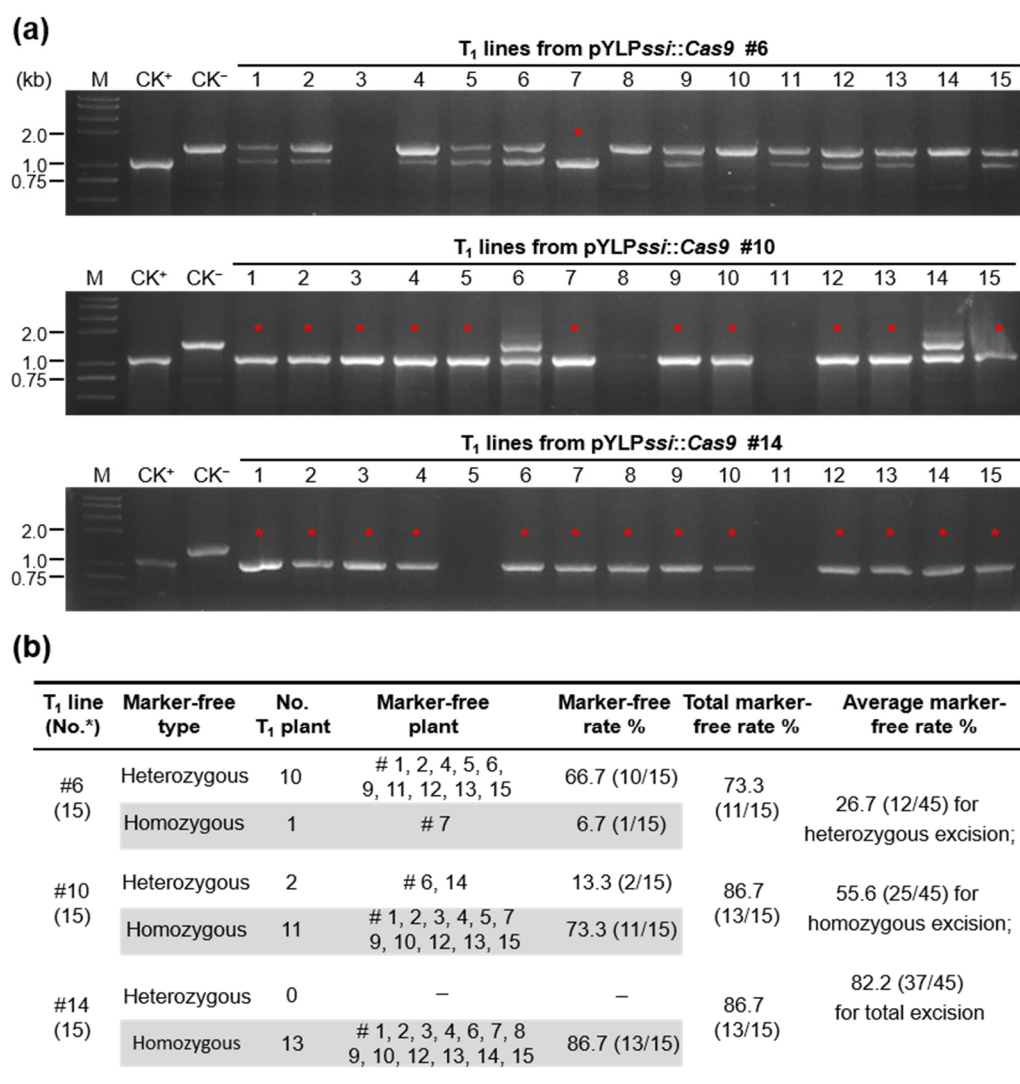 (a)
T₁ lines from pYLPssi::Cas9 #6
(kb) M CK⁺ CK⁻ 1 2 3 4 5 6 7 8 9 10 11 12 13 14 15
*
2.0
1.0
0.75
T₁ lines from pYLPssi::Cas9 #10
M CK⁺ CK⁻ 1 2 3 4 5 6 7 8 9 10 11 12 13 14 15
* * * * * * * * * * *
2.0
1.0
0.75
T₁ lines from pYLPssi::Cas9 #14
M CK⁺ CK⁻ 1 2 3 4 5 6 7 8 9 10 11 12 13 14 15
* * * * * * * * * * * * *
2.0
1.0
0.75
(b)
T₁ line Marker-free No. Marker-free Marker-free Total marker- Average marker-
(No.*) type T₁ plant plant rate % free rate % free rate %
#6
(15)
Heterozygous 10 # 1, 2, 4, 5, 6,
9, 11, 12, 13, 15
66.7 (10/15)
Homozygous 1 # 7 6.7 (1/15)
73.3
(11/15)
26.7 (12/45) for
heterozygous excision;
#10
(15)
Heterozygous 2 # 6, 14 13.3 (2/15)
Homozygous 11 # 1, 2, 3, 4, 5, 7
9, 10, 12, 13, 15
73.3 (11/15)
86.7
(13/15)
55.6 (25/45) for
homozygous excision;
#14
(15)
Heterozygous 0 – –
Homozygous 13 # 1, 2, 3, 4, 6, 7, 8
9, 10, 12, 13, 14, 15
86.7 (13/15)
86.7
(13/15)
82.2 (37/45)
for total excision